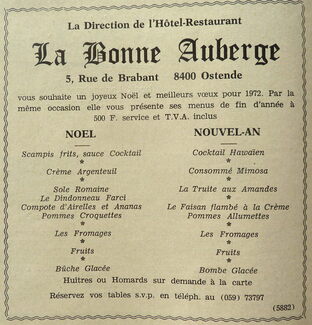 La Direction de l'Hôtel-Restaurant
La Bonne Auberge
5, Rue de Brabant 8400 Ostende
vous souhaite un joyeux Noël et meilleurs vœux pour 1972. Par la
même occasion elle vous présente ses menus de fin d'année à
500 F. service et T.V.A. inclus
NOEL
Scampis frits, sauce Cocktail
*
Crème Argenteuil
*
Sole Romaine
Le Dindonneau Farci
Compote d'Airelles et Ananas
Pommes Croquettes
*
Les Fromages
*
Fruits
*
Bûche Glacée
NOUVEL-AN
Cocktail Hawaïen
*
Consommé Mimosa
*
La Truite aux Amandes
*
Le Faisan flambé à la Crème
Pommes Allumettes
*
Les Fromages
*
Fruits
*
Bombe Glacée
Huîtres ou Homards sur demande à la carte
Réservez vos tables s.v.p. en téléph. au (059) 73797
(5882)